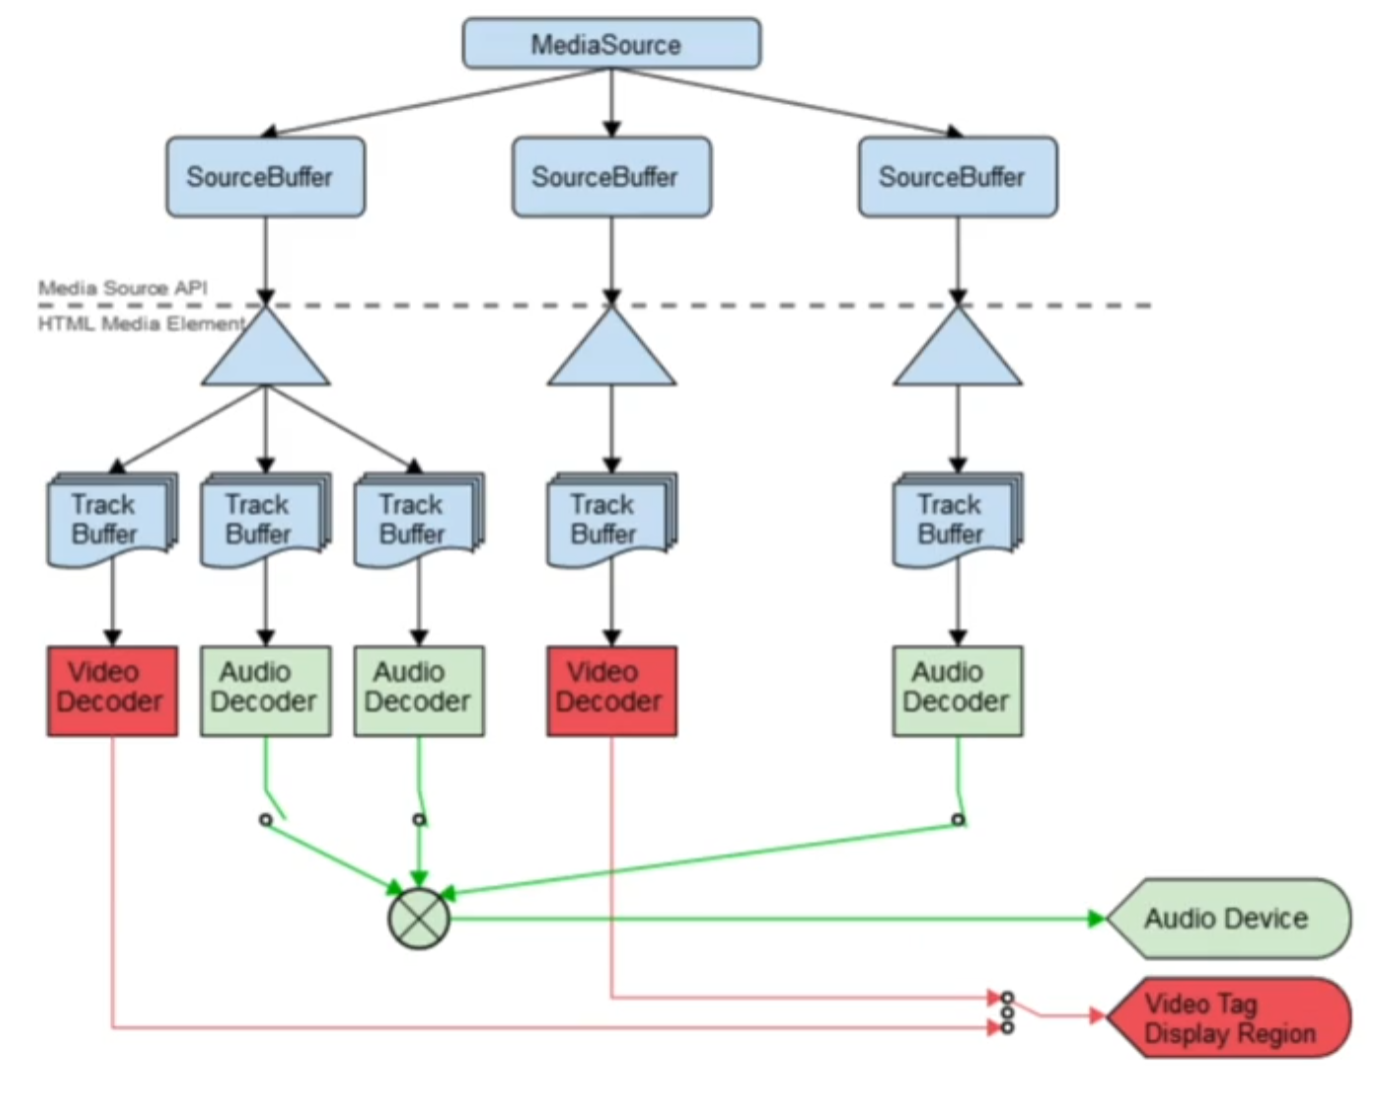 MediaSource
SourceBuffer
SourceBuffer
SourceBuffer
Media Source API
HTML Media Element
Track
Buffer
Track
Buffer
Track
Buffer
Track
Buffer
Track
Buffer
Video
Decoder
Audio
Decoder
Audio
Decoder
Video
Decoder
Audio
Decoder
Audio Device
Video Tag
Display Region